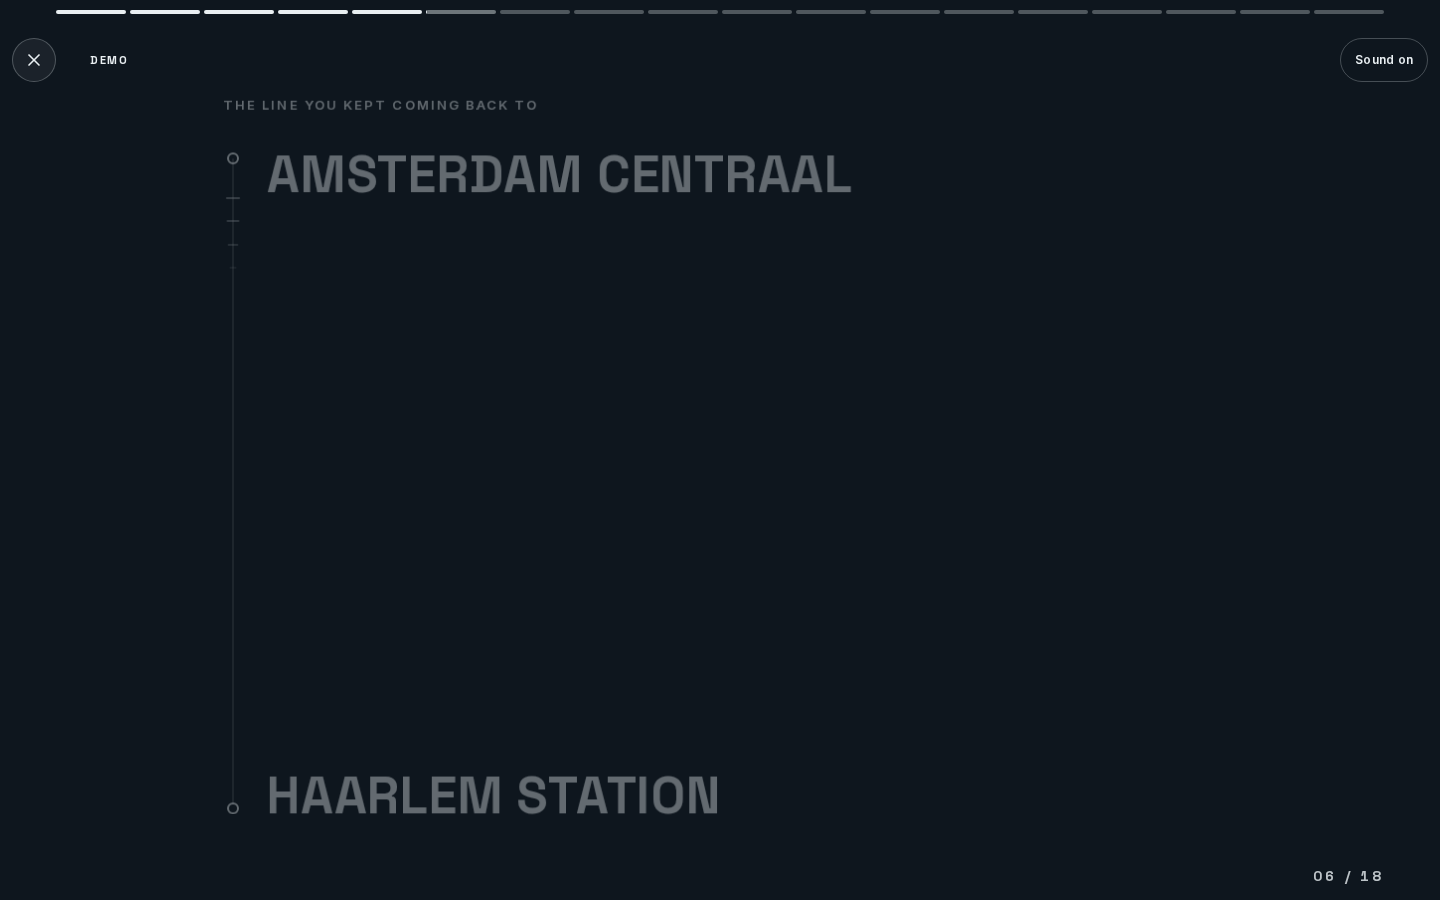 DEMO
Sound on
THE LINE YOU KEPT COMING BACK TO
AMSTERDAM CENTRAAL
HAARLEM STATION
06 / 18